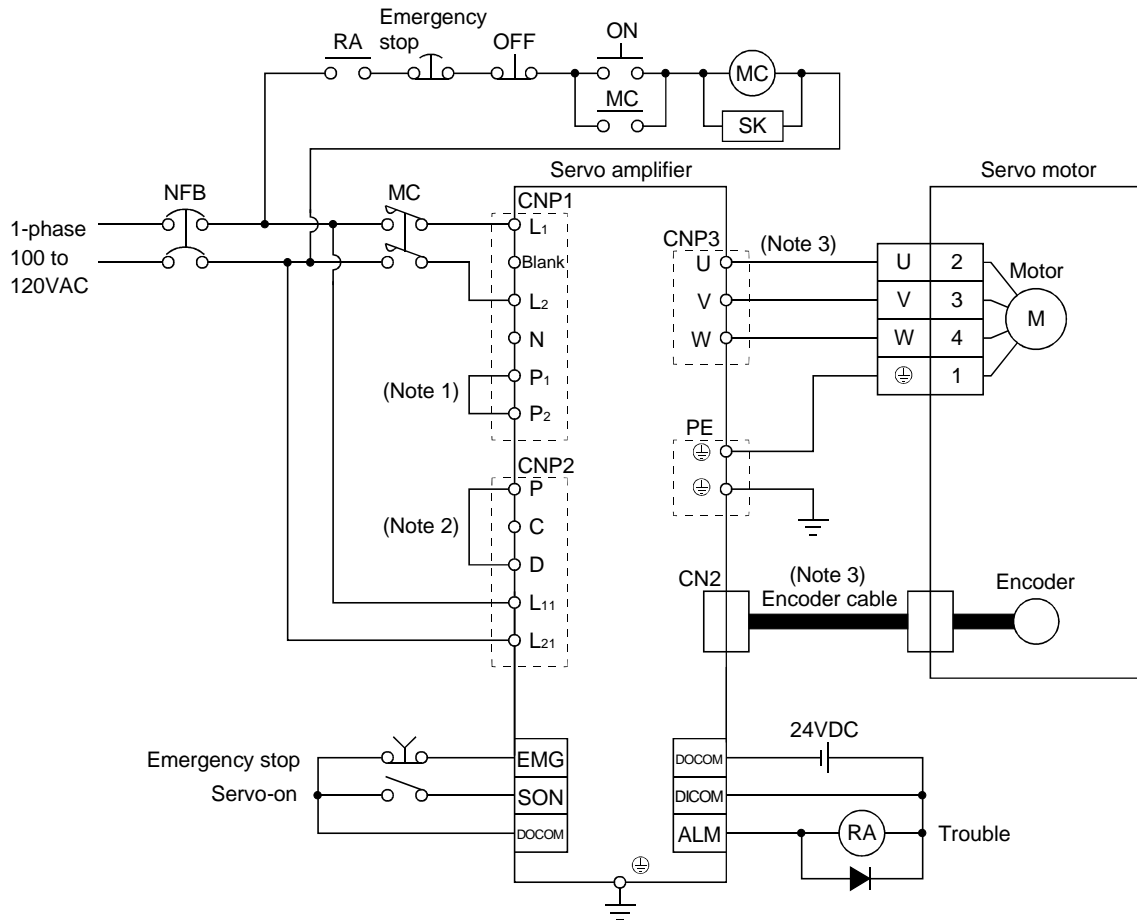 Emergency
stop
RA
OFF
ON
MC
MC
SK
Servo amplifier
Servo motor
NFB
MC
CNP1
1-phase
100 to
120VAC
L1
Blank
L2
N
P1
P2
(Note 1)
CNP3
U
V
W
(Note 3)
U 2
V 3
W 4
1
Motor
M
PE
CNP2
P
C
D
L11
L21
(Note 2)
CN2
(Note 3)
Encoder cable
Encoder
Emergency stop
Servo-on
EMG
SON
DOCOM
24VDC
DOCOM
DICOM
ALM
RA
Trouble